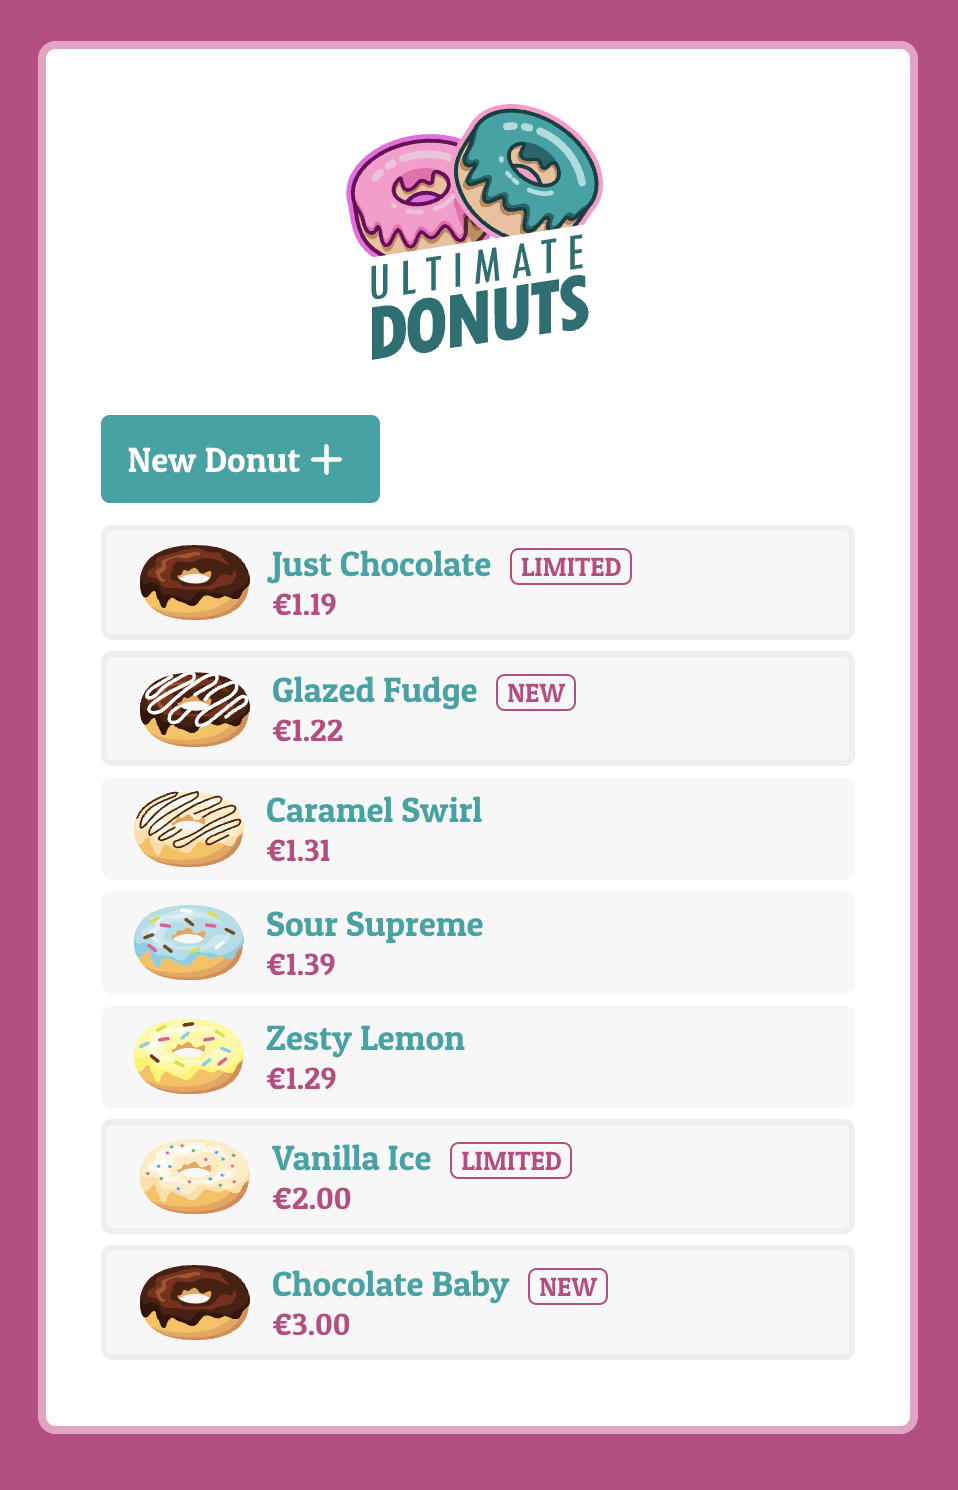 ULTIMATE
DONUTS
New Donut +
Just Chocolate LIMITED
€1.19
Glazed Fudge NEW
€1.22
Caramel Swirl
€1.31
Sour Supreme
€1.39
Zesty Lemon
€1.29
Vanilla Ice LIMITED
€2.00
Chocolate Baby NEW
€3.00